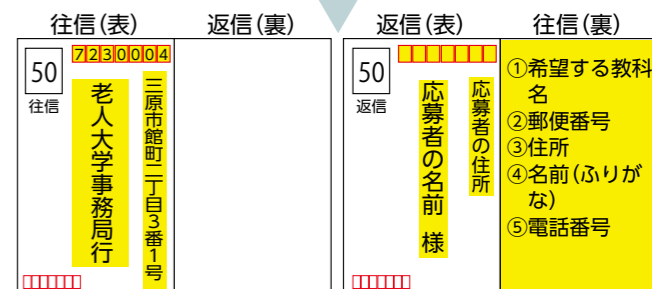 往信(表)
返信(裏)
返信(表)
往信(裏)
50
往信
7230004
三原市館町二丁目3番1号
老人大学事務局行
50
返信
応募者の住所
応募者の名前 様
①希望する教科
名
②郵便番号
③住所
④名前(ふりが
な)
⑤電話番号